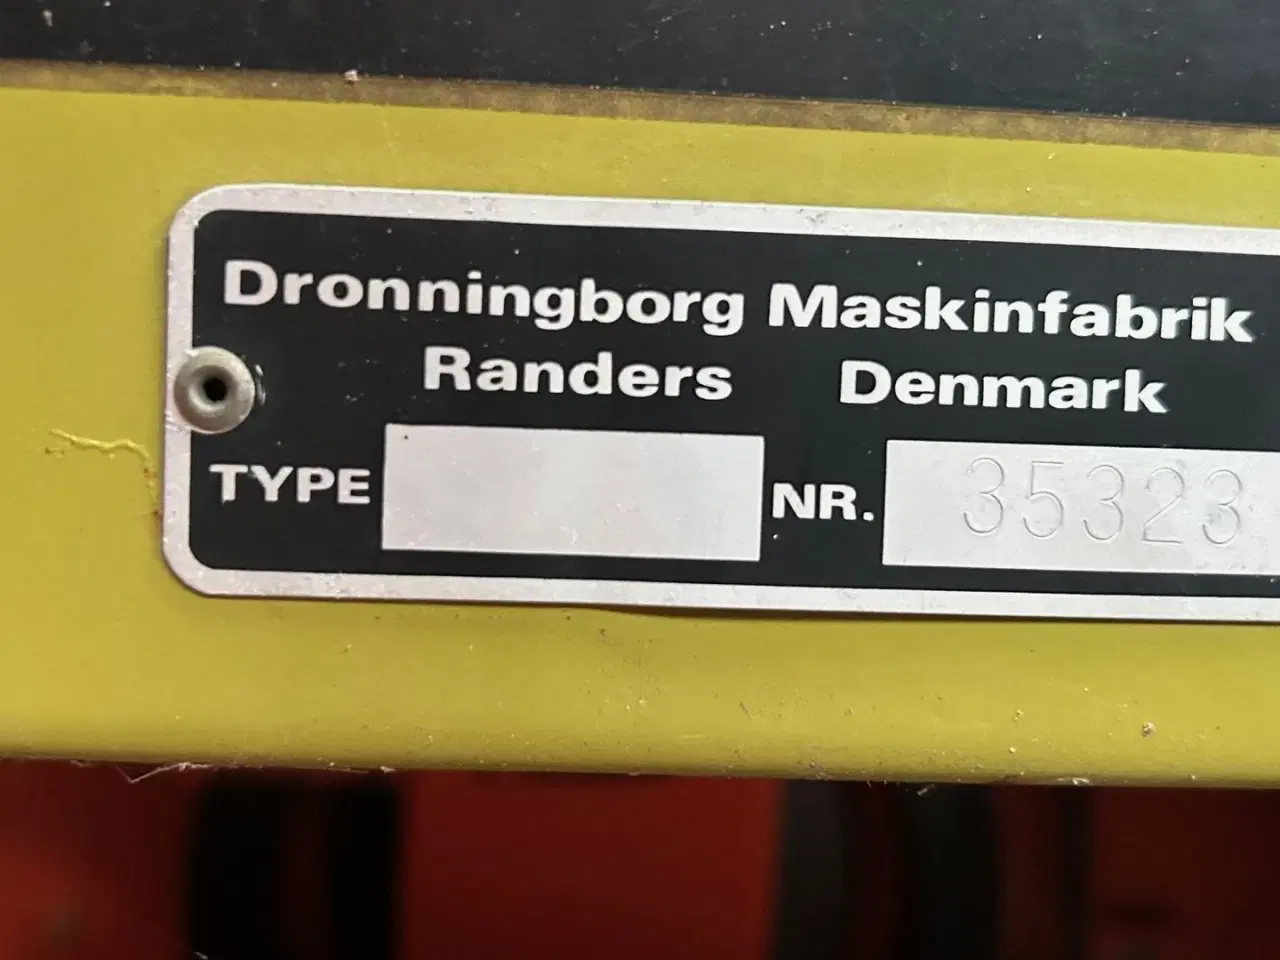 Dronningborg Maskinfabrik
Randers Denmark
TYPE NR. 35323